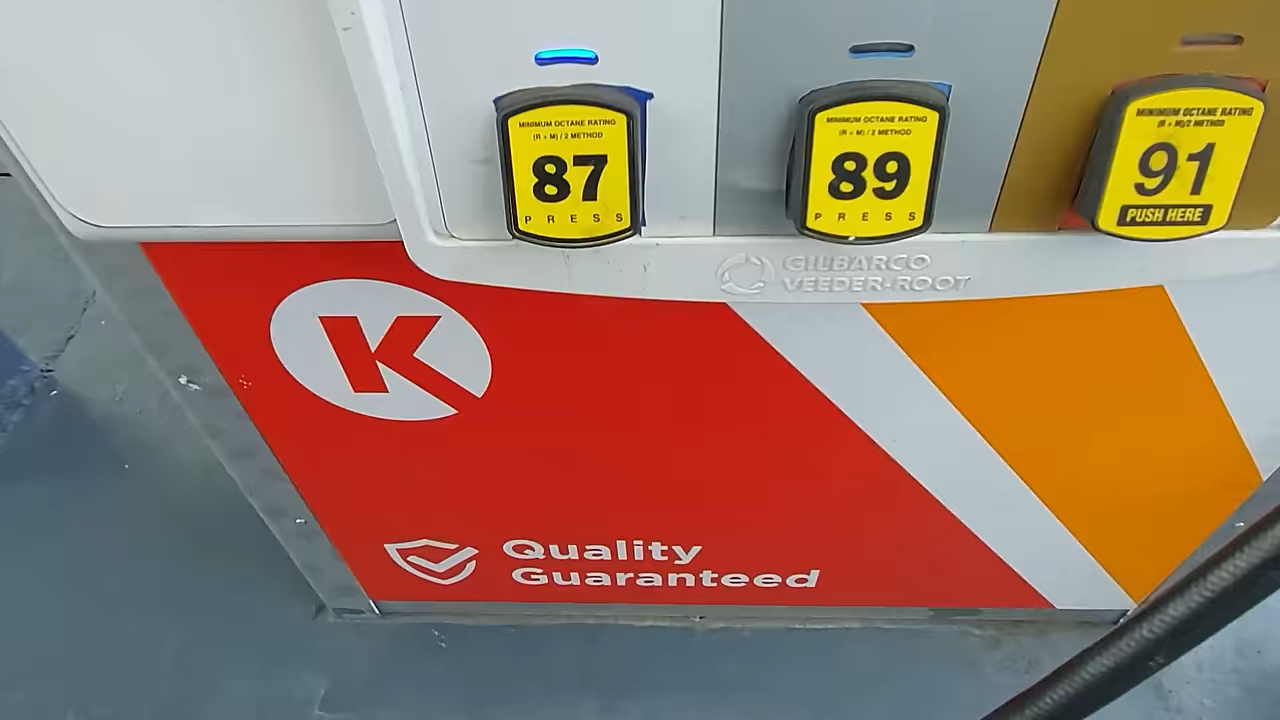 MINIMUM OCTANE RATING
(R + M) / 2 METHOD
87
PRESS
MINIMUM OCTANE RATING
(R + M) / 2 METHOD
89
PRESS
MINIMUM OCTANE RATING
(R + M)/2 METHOD
91
PUSH HERE
GILBARCO
VEEDER-ROOT
K
Quality
Guaranteed